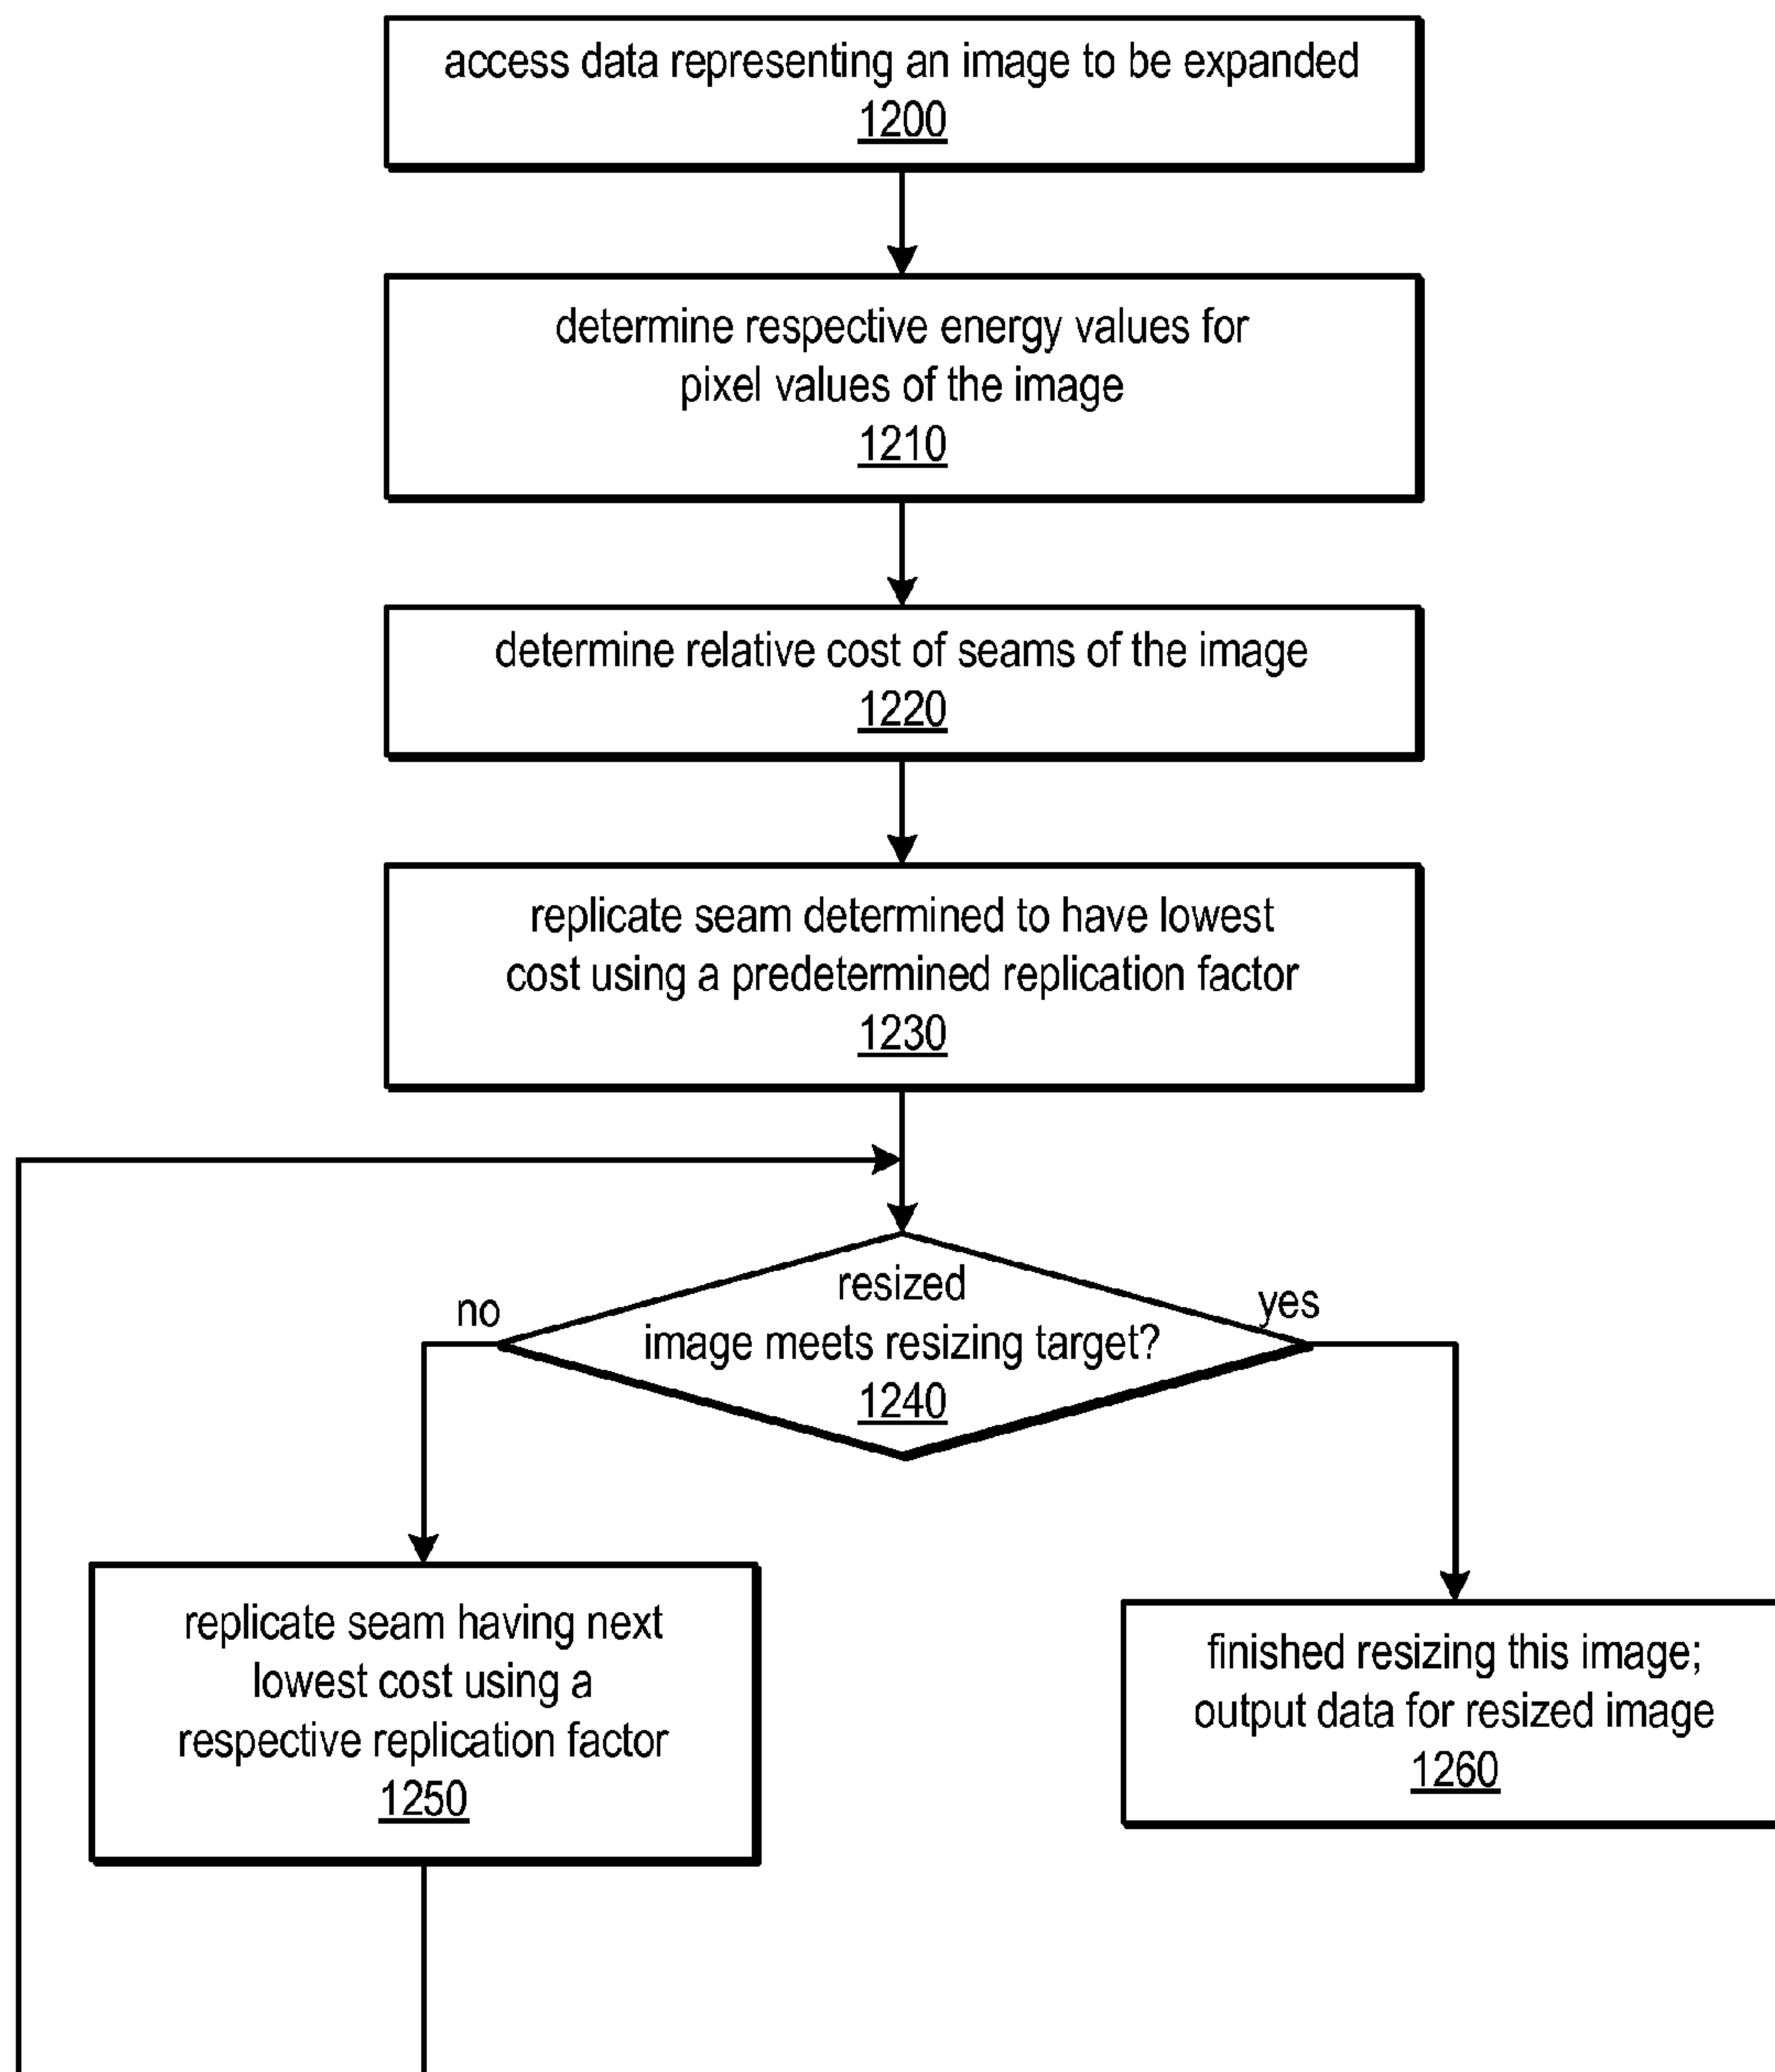 access data representing an image to be expanded
1200
determine respective energy values for
pixel values of the image
1210
determine relative cost of seams of the image
1220
replicate seam determined to have lowest
cost using a predetermined replication factor
1230
resized
image meets resizing target?
1240
no
yes
replicate seam having next
lowest cost using a
respective replication factor
1250
finished resizing this image;
output data for resized image
1260